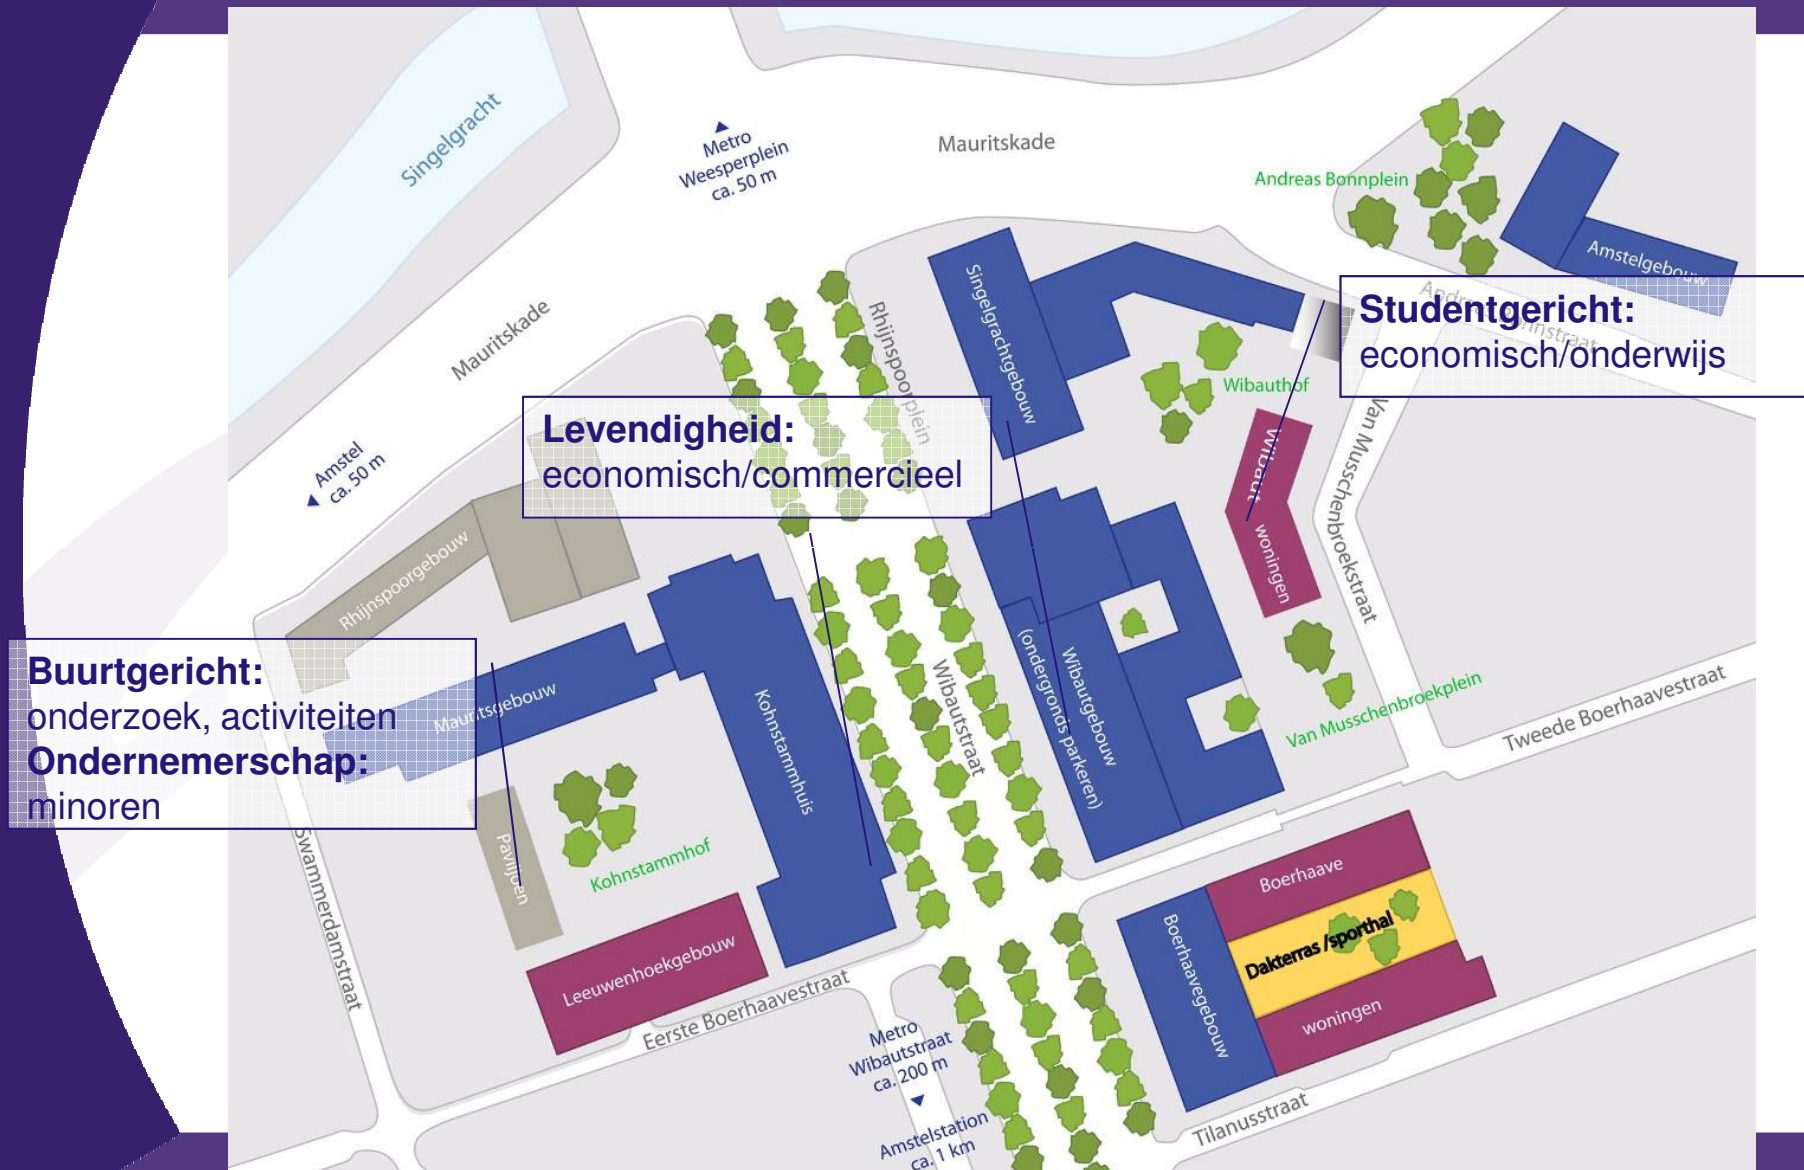 Singelgracht
Metro
Weesperplein
ca. 50 m
Mauritskade
Andreas Bonnplein
Amstelgebouw
Andreas Bonnstraat
Studentgericht:
economisch/onderwijs
Mauritskade
Rhijnspoorplein
Singelgrachtgebouw
Wibauthof
Levendigheid:
economisch/commercieel
Amstel
ca. 50 m
Wibaut
woningen
Van Musschenbroekstraat
Rhijnspoorgebouw
Buurtgericht:
onderzoek, activiteiten
Ondernemerschap:
minoren
Mauritsgebouw
Kohnstammhuis
Wibautstraat
Wibautgebouw
(ondergronds parkeren)
Van Musschenbroekplein
Tweede Boerhaavestraat
Paviljoen
Kohnstammhof
Swammerdamstraat
Leeuwenhoekgebouw
Eerste Boerhaavestraat
Boerhaave
Dakterras /sporthal
woningen
Boerhaavegebouw
Metro
Wibautstraat
ca. 200 m
Amstelstation
ca. 1 km
Tilanusstraat